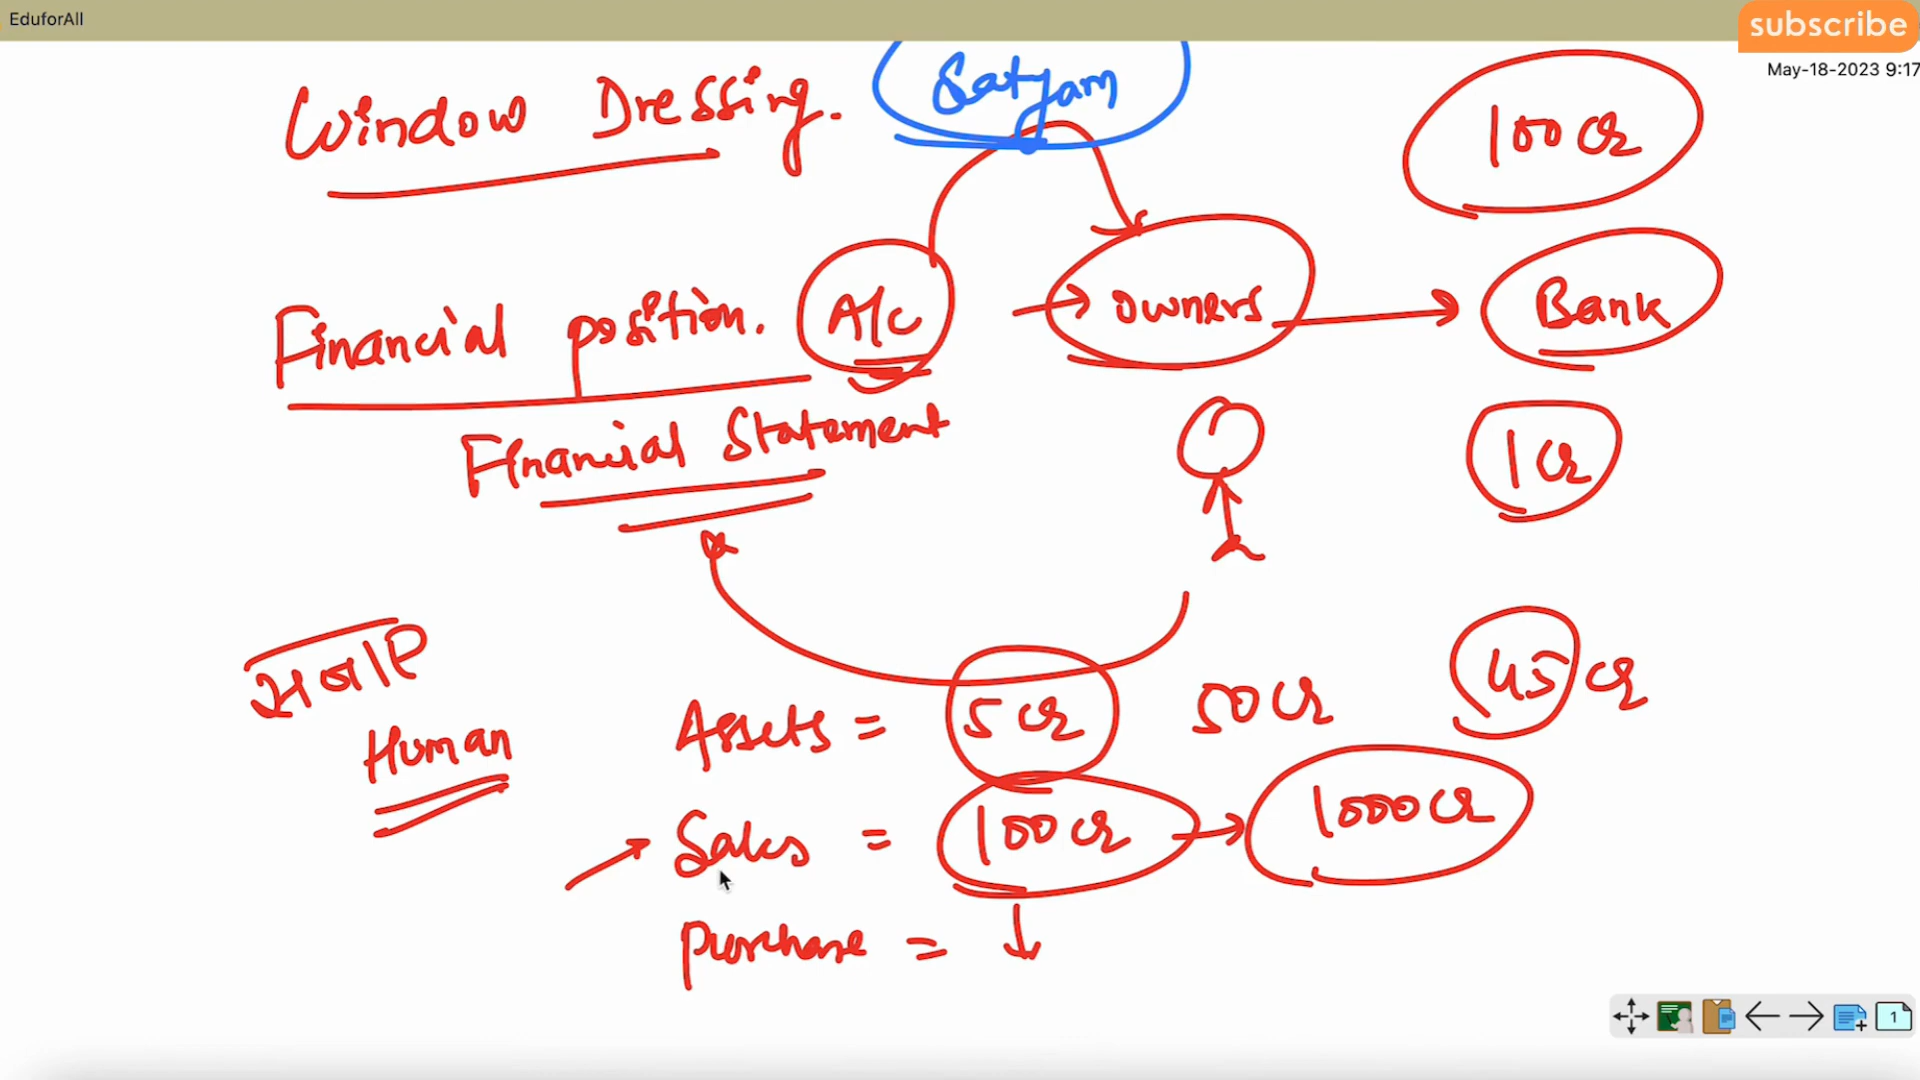 EduforAll
subscribe
May-18-2023 9:17
Window Dressing.
Satyam
100 Cr
Financial position.
A/c
→ owners
→ Bank
Financial Statement
1 Cr
Human
Assets = 5 Cr 50 Cr 45 Cr
→ Sales = 100 Cr → 1000 Cr
Purchase = ↓
1